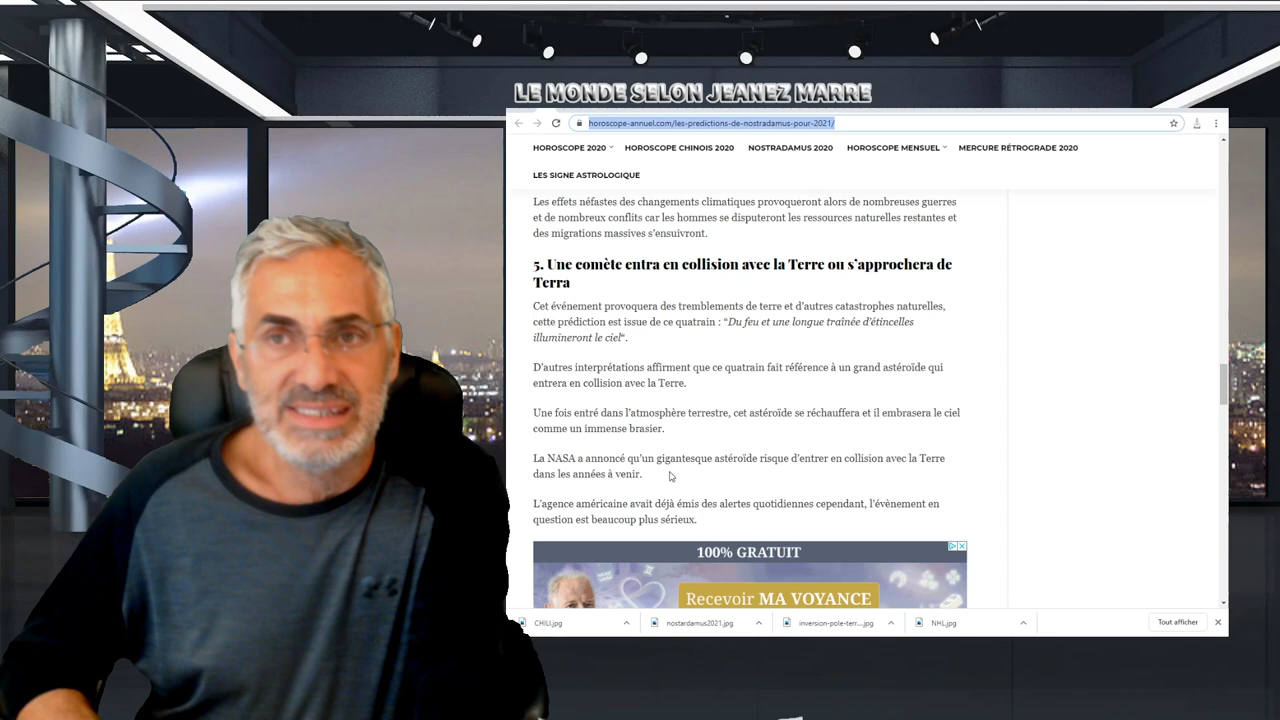 LE MONDE SELON JEANEZ MARRE
horoscope-annuel.com/les-predictions-de-nostradamus-pour-2021/
HOROSCOPE 2020 HOROSCOPE CHINOIS 2020 NOSTRADAMUS 2020 HOROSCOPE MENSUEL MERCURE RÉTROGRADE 2020
LES SIGNE ASTROLOGIQUE
Les effets néfastes des changements climatiques provoqueront alors de nombreuses guerres
et de nombreux conflits car les hommes se disputeront les ressources naturelles restantes et
des migrations massives s'ensuivront.
5. Une comète entra en collision avec la Terre ou s'approchera de
Terra
Cet événement provoquera des tremblements de terre et d'autres catastrophes naturelles,
cette prédiction est issue de ce quatrain : “Du feu et une longue traînée d'étincelles
illumineront le ciel“.
D'autres interprétations affirment que ce quatrain fait référence à un grand astéroïde qui
entrera en collision avec la Terre.
Une fois entré dans l'atmosphère terrestre, cet astéroïde se réchauffera et il embrasera le ciel
comme un immense brasier.
La NASA a annoncé qu'un gigantesque astéroïde risque d'entrer en collision avec la Terre
dans les années à venir.
L'agence américaine avait déjà émis des alertes quotidiennes cependant, l'évènement en
question est beaucoup plus sérieux.
100% GRATUIT
Recevoir MA VOYANCE
CHILI.jpg nostardamus2021.jpg inversion-pole-terr....jpg NHL.jpg Tout afficher